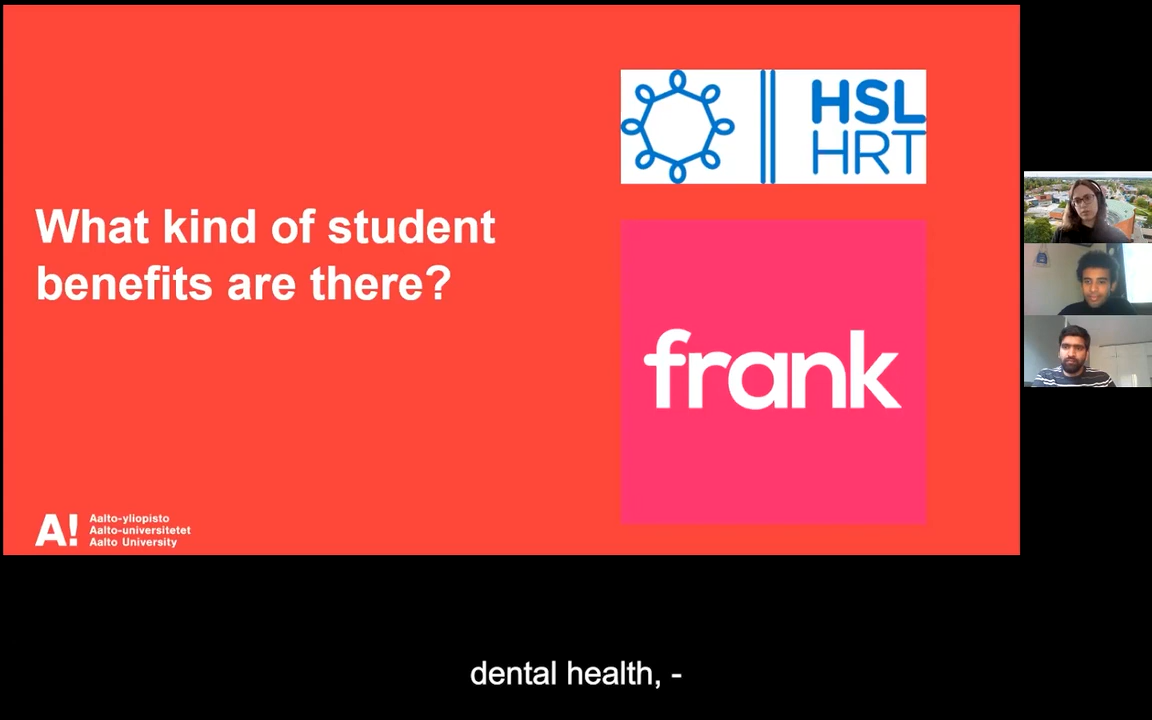 HSL
HRT
What kind of student
benefits are there?
frank
A! Aalto-yliopisto
Aalto-universitetet
Aalto University
dental health, -